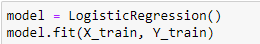 model = LogisticRegression()
model.fit(X_train, Y_train)